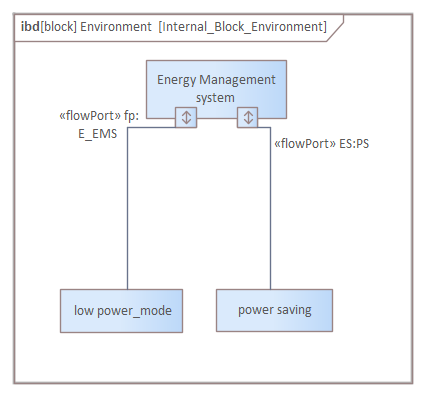 ibd[block] Environment [Internal_Block_Environment]
Energy Management
system
«flowPort» fp:
E_EMS
«flowPort» ES:PS
low power_mode
power saving